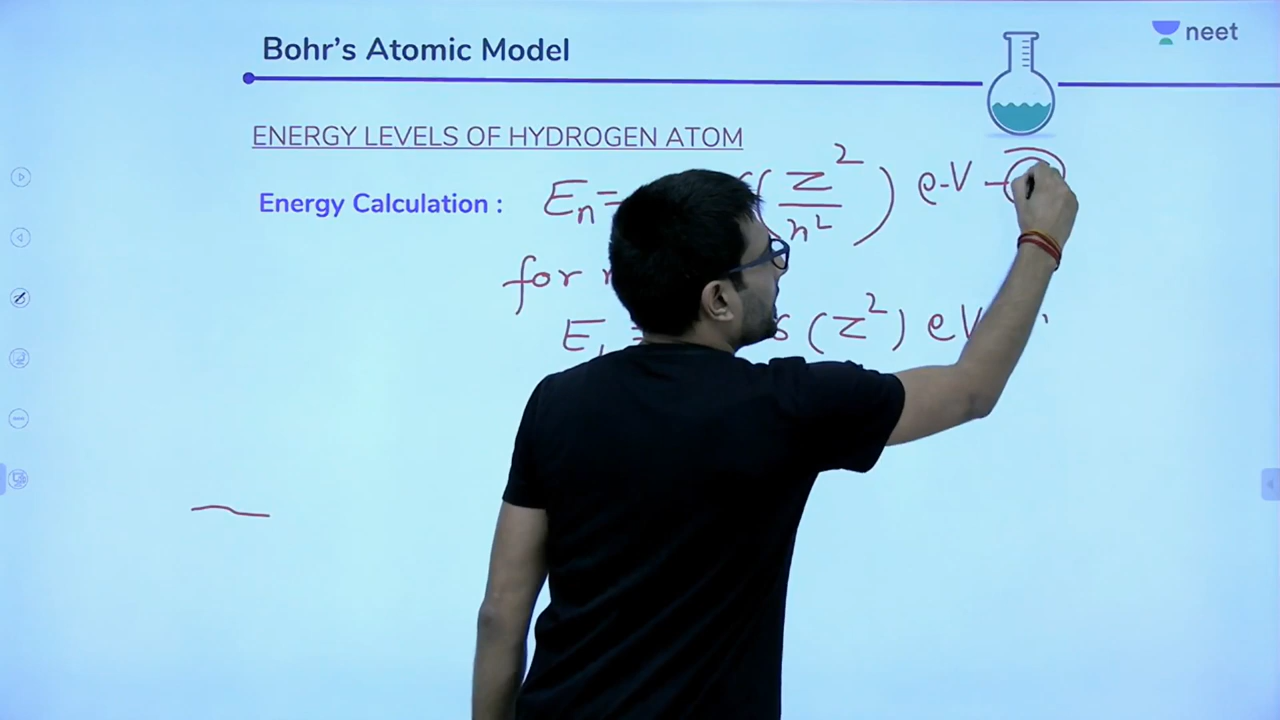 Bohr's Atomic Model
neet
ENERGY LEVELS OF HYDROGEN ATOM
Energy Calculation : Eₙ = (Z²/n²) e·V –
for
E₁ = (Z²) eV